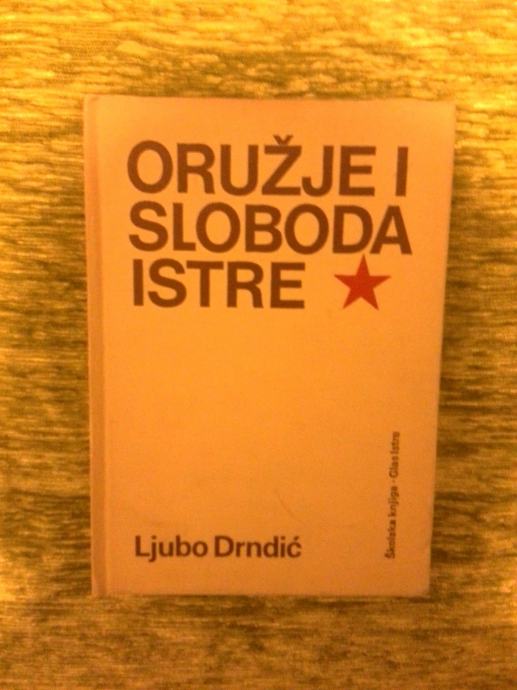 ORUŽJE I
SLOBODA
ISTRE
Ljubo Drndić
Školska knjiga - Glas Istre